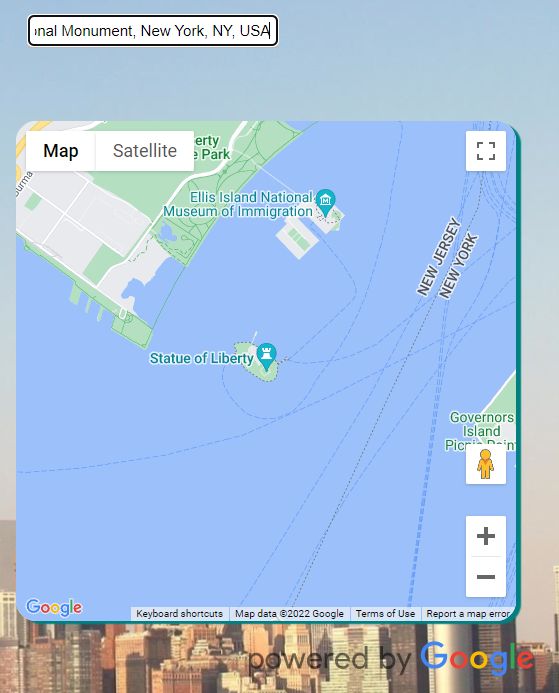 onal Monument, New York, NY, USA
Map
Satellite
erty
e Park
Ellis Island National
Museum of Immigration
NEW JERSEY
NEW YORK
Statue of Liberty
Governors
Island
Picnic Point
Google
Keyboard shortcuts
Map data ©2022 Google
Terms of Use
Report a map error
powered by Google